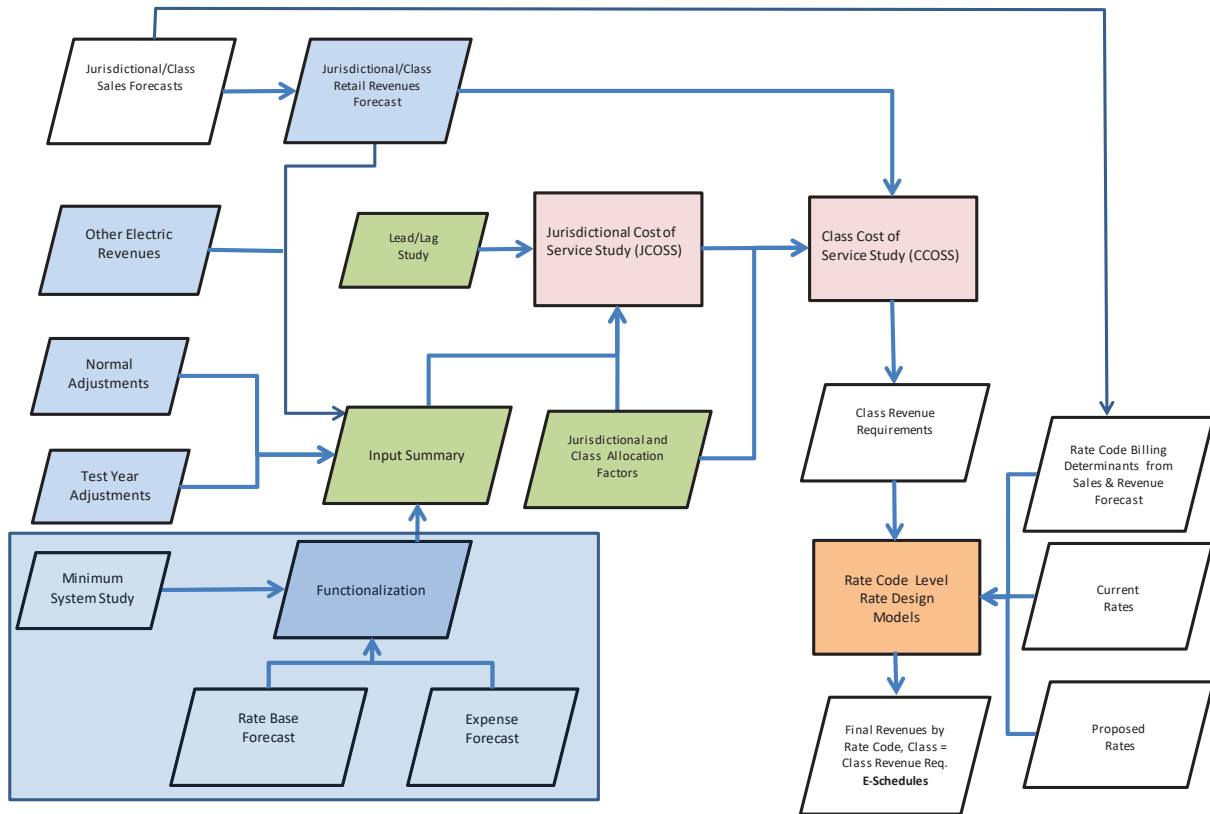 Jurisdictional/Class
Sales Forecasts
Jurisdictional/Class
Retail Revenues
Forecast
Other Electric
Revenues
Lead/Lag
Study
Jurisdictional Cost of
Service Study (JCOSS)
Class Cost of
Service Study (CCOSS)
Normal
Adjustments
Test Year
Adjustments
Input Summary
Jurisdictional and
Class Allocation
Factors
Class Revenue
Requirements
Rate Code Billing
Determinants from
Sales & Revenue
Forecast
Minimum
System Study
Functionalization
Rate Code Level
Rate Design
Models
Current
Rates
Rate Base
Forecast
Expense
Forecast
Final Revenues by
Rate Code, Class =
Class Revenue Req.
E-Schedules
Proposed
Rates